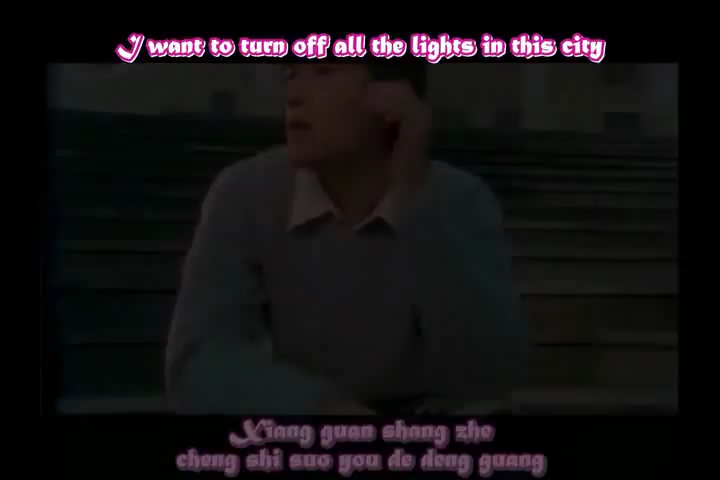 I want to turn off all the lights in this city
Xiang guan shang zhe
cheng shi suo you de deng guang